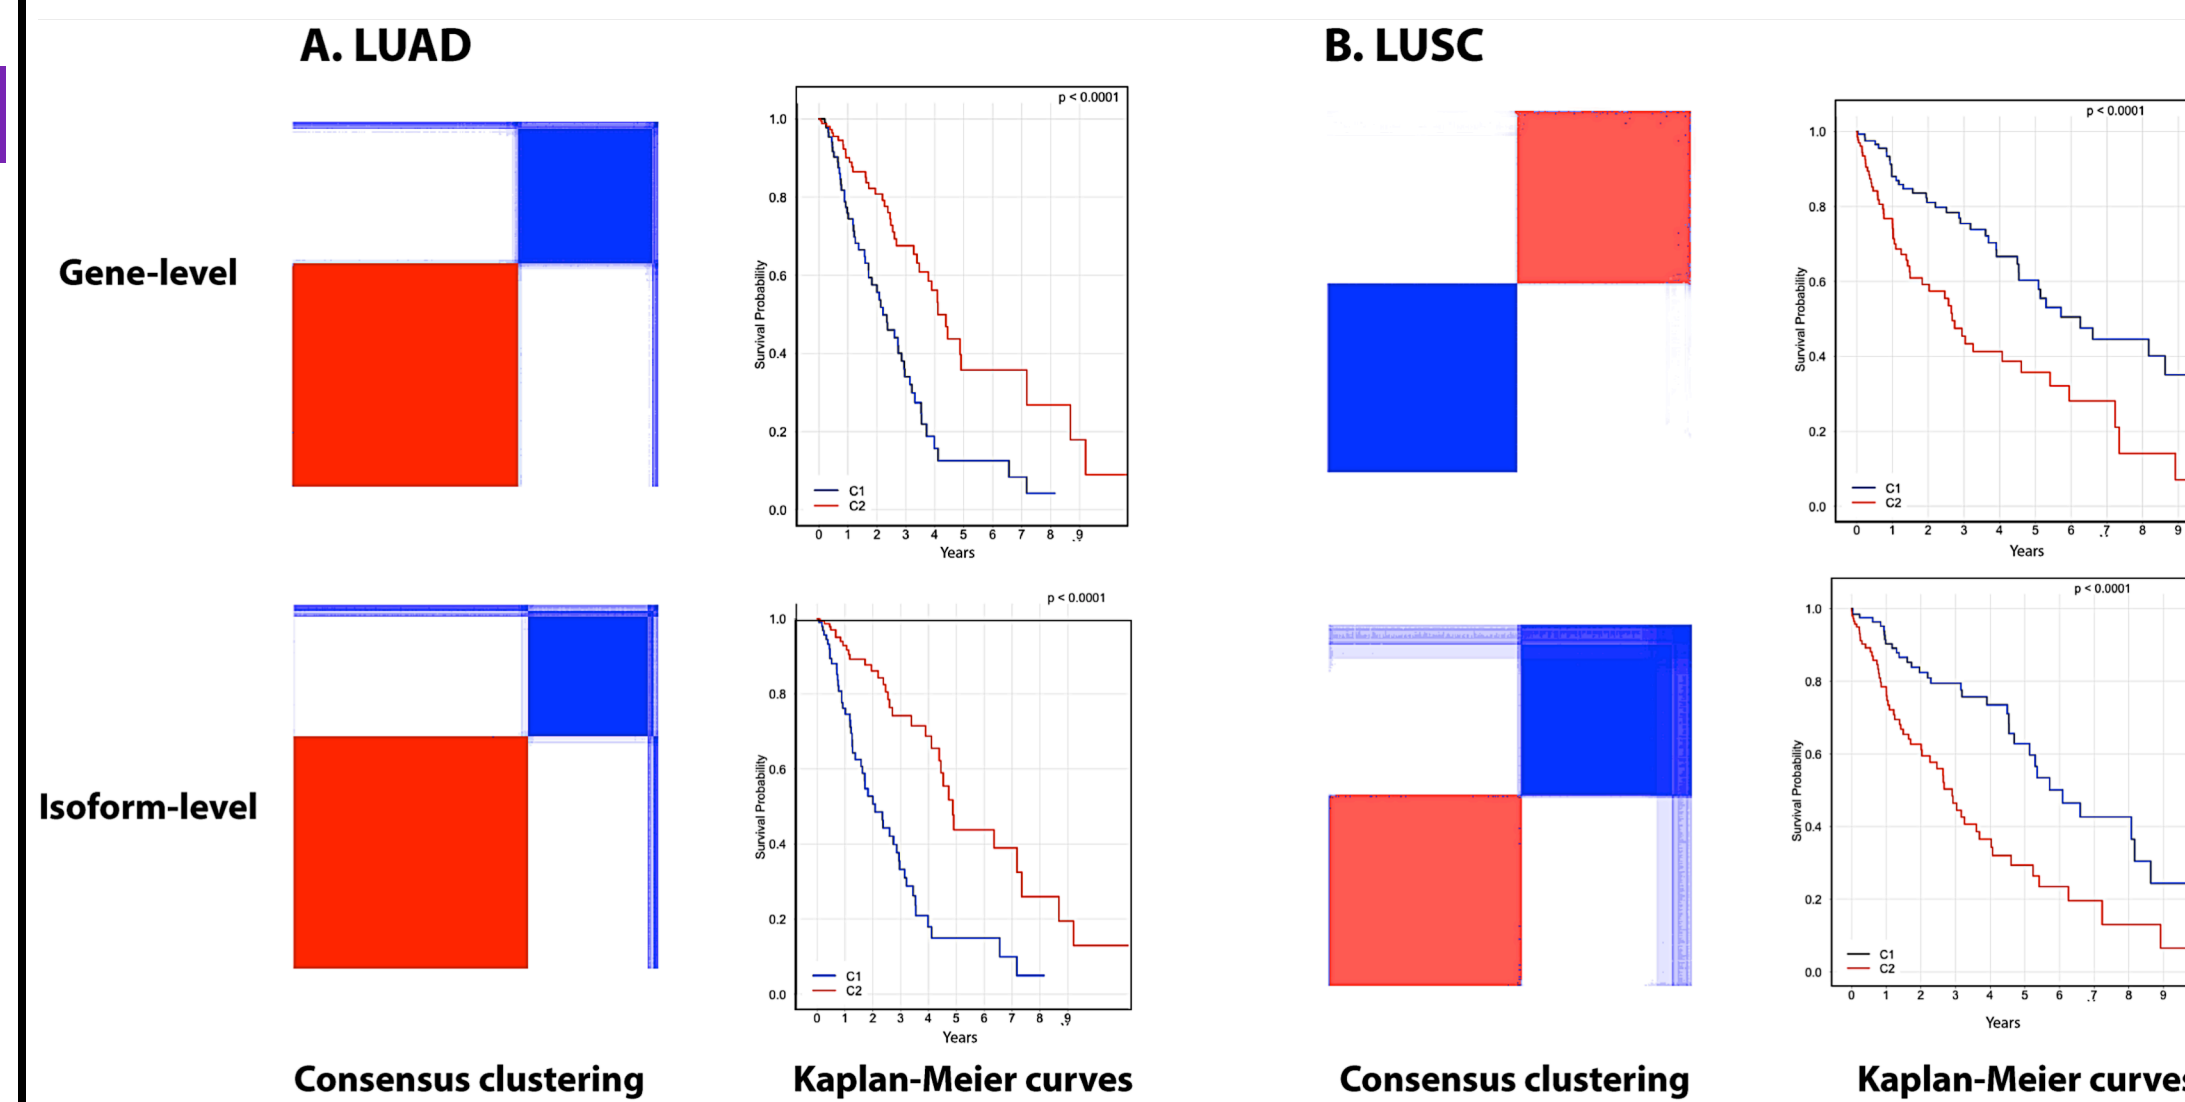 A. LUAD
B. LUSC
Gene-level
p < 0.0001
1.0
0.8
0.6
0.4
0.2
0.0
Survival Probability
C1
C2
0 1 2 3 4 5 6 7 8 9
Years
p < 0.0001
1.0
0.8
0.6
0.4
0.2
0.0
Survival Probability
C1
C2
0 1 2 3 4 5 6 7 8 9
Years
Isoform-level
p < 0.0001
1.0
0.8
0.6
0.4
0.2
0.0
Survival Probability
C1
C2
0 1 2 3 4 5 6 7 8 9
Years
p < 0.0001
1.0
0.8
0.6
0.4
0.2
0.0
Survival Probability
C1
C2
0 1 2 3 4 5 6 7 8 9
Years
Consensus clustering
Kaplan-Meier curves
Consensus clustering
Kaplan-Meier curves